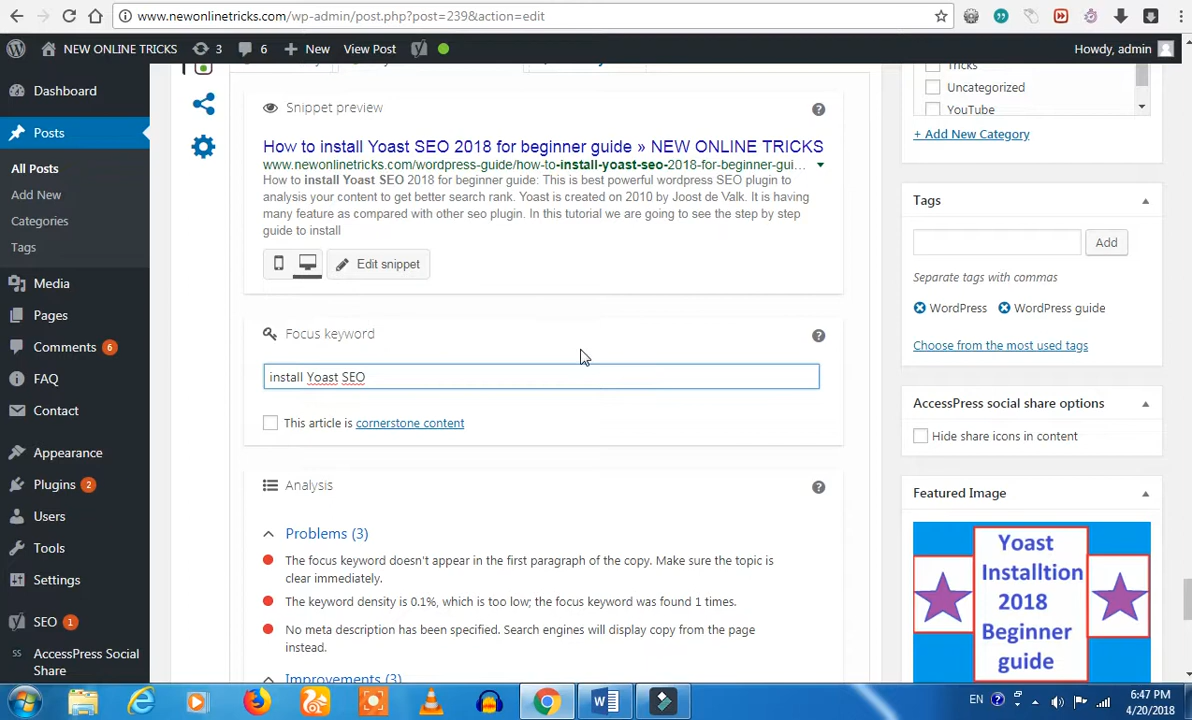 www.newonlinetricks.com/wp-admin/post.php?post=239&action=edit
NEW ONLINE TRICKS
3
6
New
View Post
Howdy, admin
Dashboard
Posts
All Posts
Add New
Categories
Tags
Media
Pages
Comments 6
FAQ
Contact
Appearance
Plugins 2
Users
Tools
Settings
SEO 1
AccessPress Social
Share
Snippet preview
How to install Yoast SEO 2018 for beginner guide » NEW ONLINE TRICKS
www.newonlinetricks.com/wordpress-guide/how-to-install-yoast-seo-2018-for-beginner-gui...
How to install Yoast SEO 2018 for beginner guide: This is best powerful wordpress SEO plugin to
analysis your content to get better search rank. Yoast is created on 2010 by Joost de Valk. It is having
many feature as compared with other seo plugin. In this tutorial we are going to see the step by step
guide to install
Edit snippet
Focus keyword
install Yoast SEO
This article is cornerstone content
Analysis
Problems (3)
The focus keyword doesn't appear in the first paragraph of the copy. Make sure the topic is
clear immediately.
The keyword density is 0.1%, which is too low; the focus keyword was found 1 times.
No meta description has been specified. Search engines will display copy from the page
instead.
Improvements (3)
Tricks
Uncategorized
YouTube
+ Add New Category
Tags
Add
Separate tags with commas
WordPress
WordPress guide
Choose from the most used tags
AccessPress social share options
Hide share icons in content
Featured Image
Yoast
Installtion
2018
Beginner
guide
EN
6:47 PM
4/20/2018